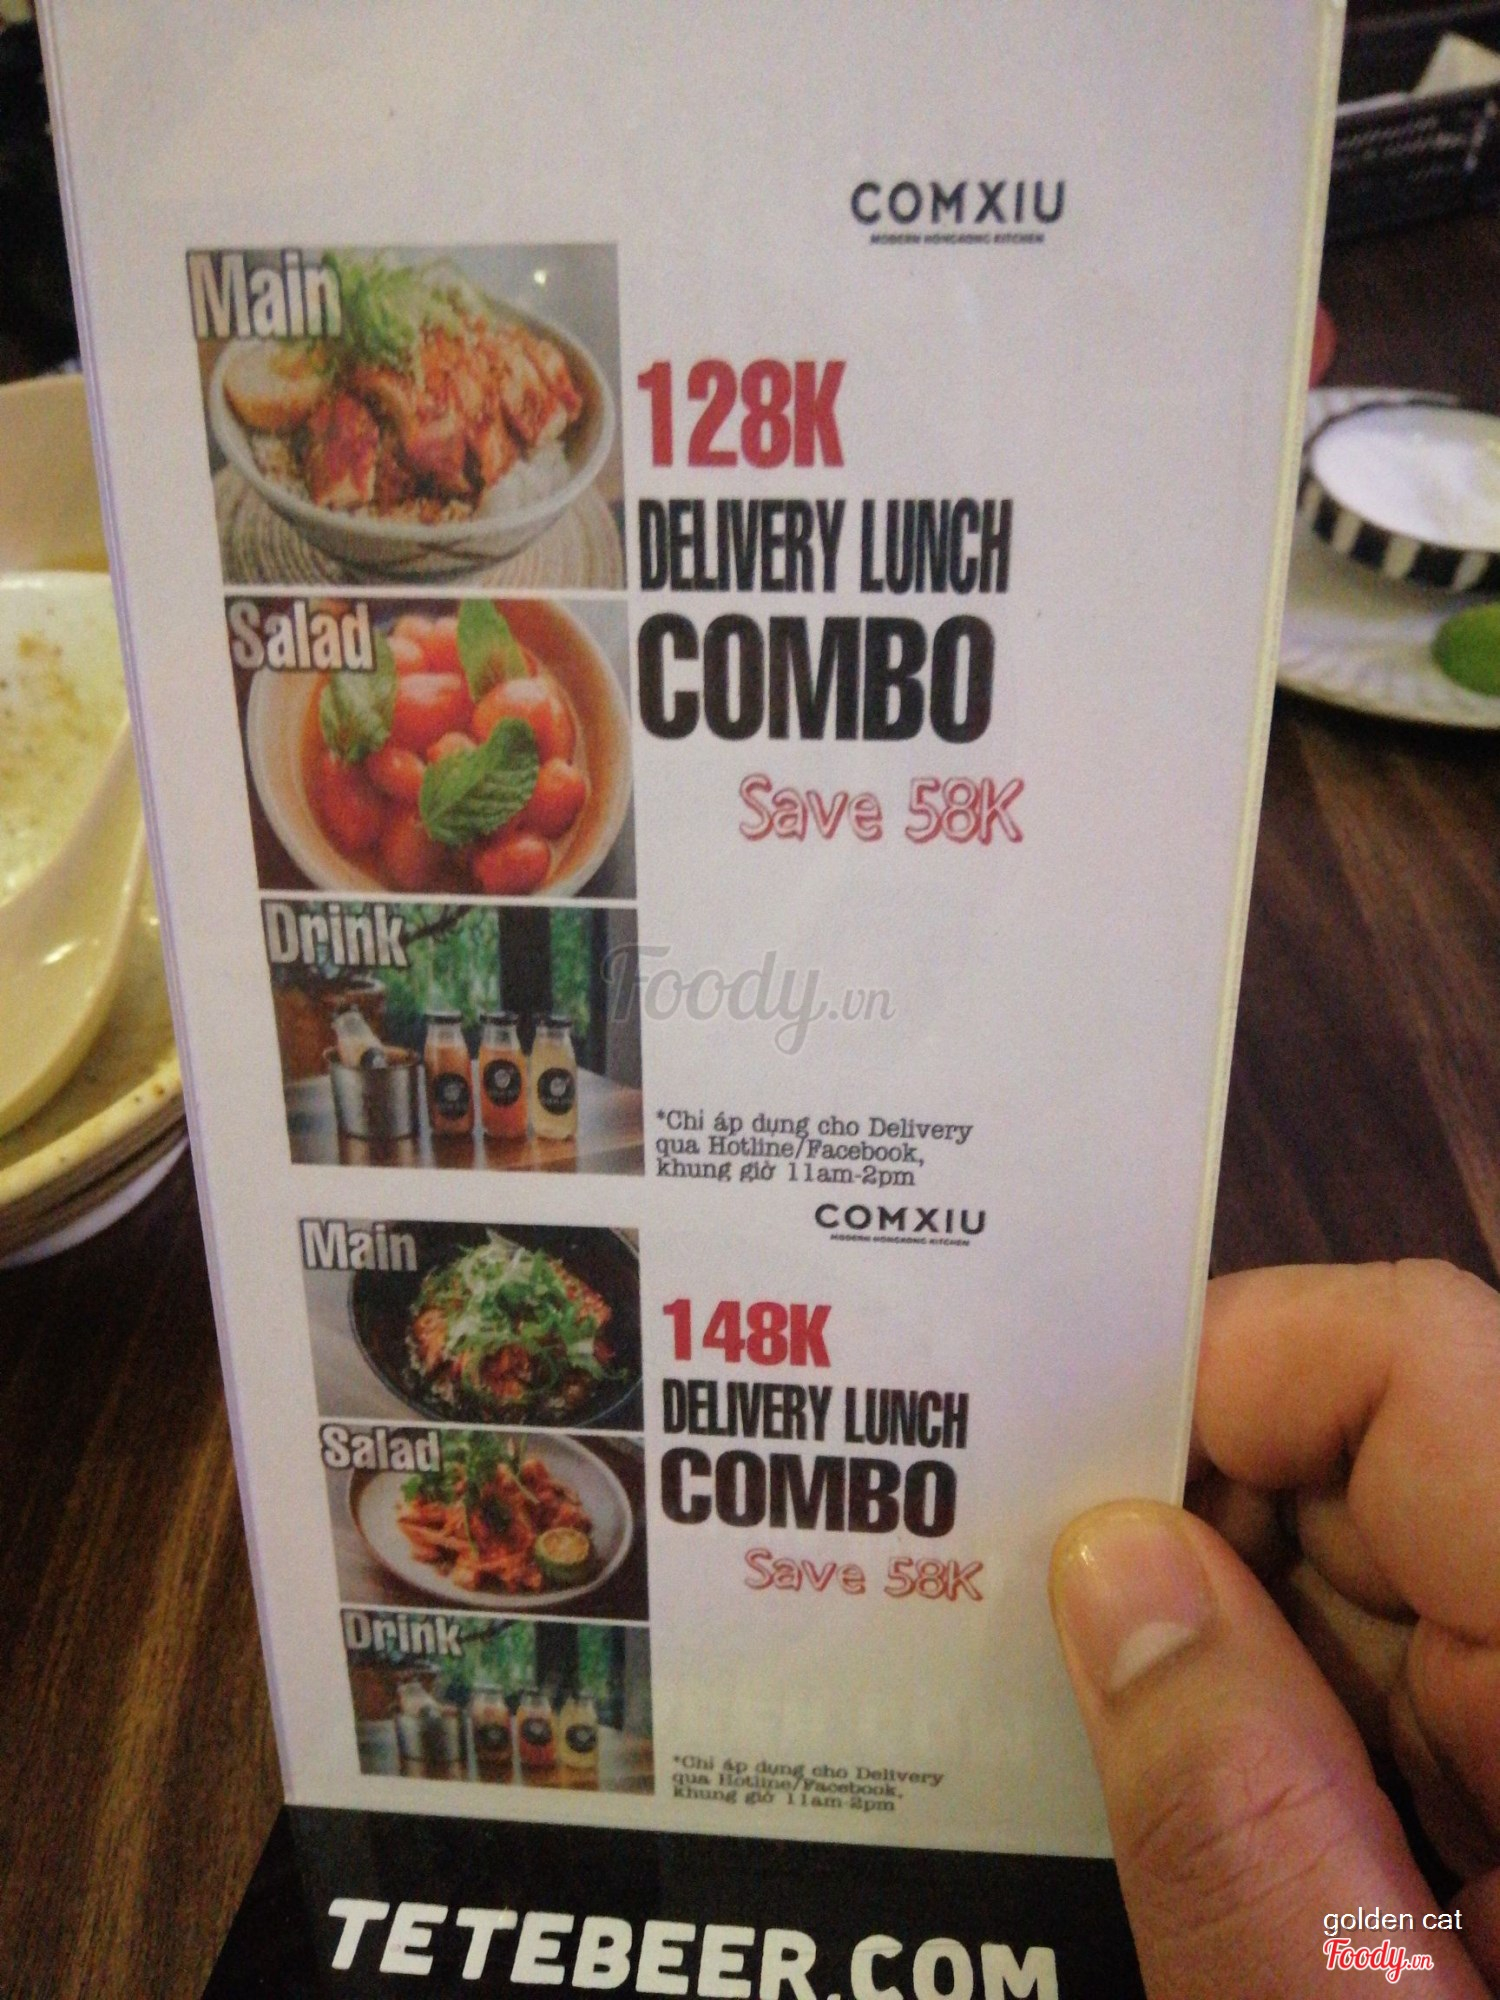 COMXIU
MODERN HONGKONG KITCHEN
Main
128K
DELIVERY LUNCH
COMBO
Save 58K
Salad
Drink
*Chỉ áp dụng cho Delivery
qua Hotline/Facebook,
khung giờ 11am-2pm
COMXIU
MODERN HONGKONG KITCHEN
Main
148K
DELIVERY LUNCH
COMBO
Save 58K
Salad
Drink
*Chỉ áp dụng cho Delivery
qua Hotline/Facebook,
khung giờ 11am-2pm
TETEBEER.COM
Foody.vn
golden cat
Foody.vn